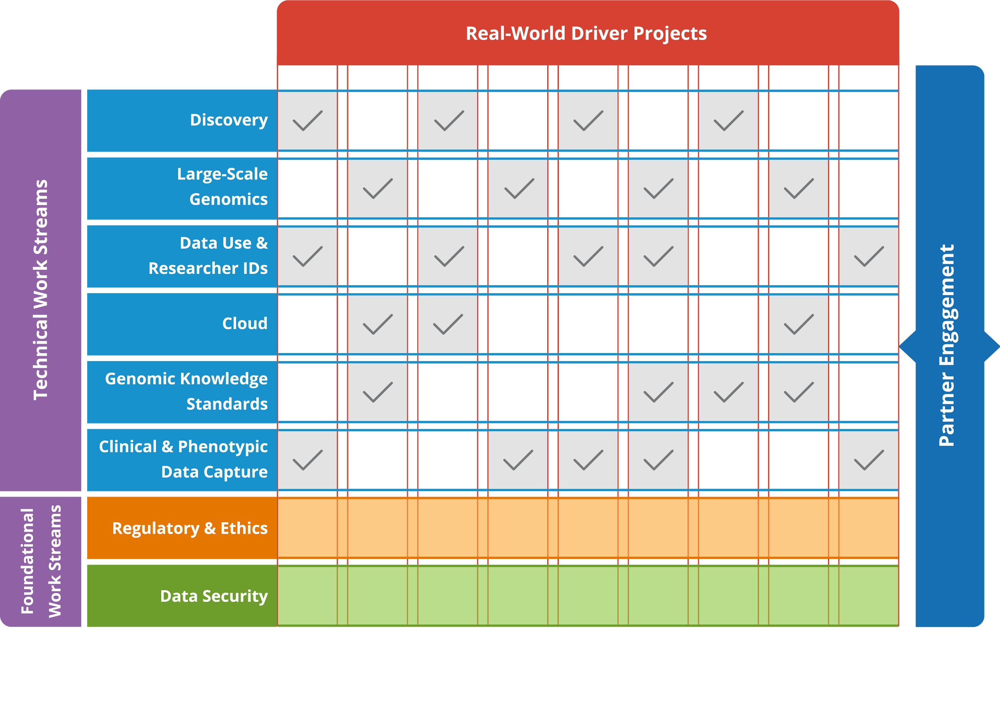 Real-World Driver Projects
Technical Work Streams
Discovery
Large-Scale
Genomics
Data Use &
Researcher IDs
Cloud
Genomic Knowledge
Standards
Clinical & Phenotypic
Data Capture
Foundational
Work Streams
Regulatory & Ethics
Data Security
Partner Engagement